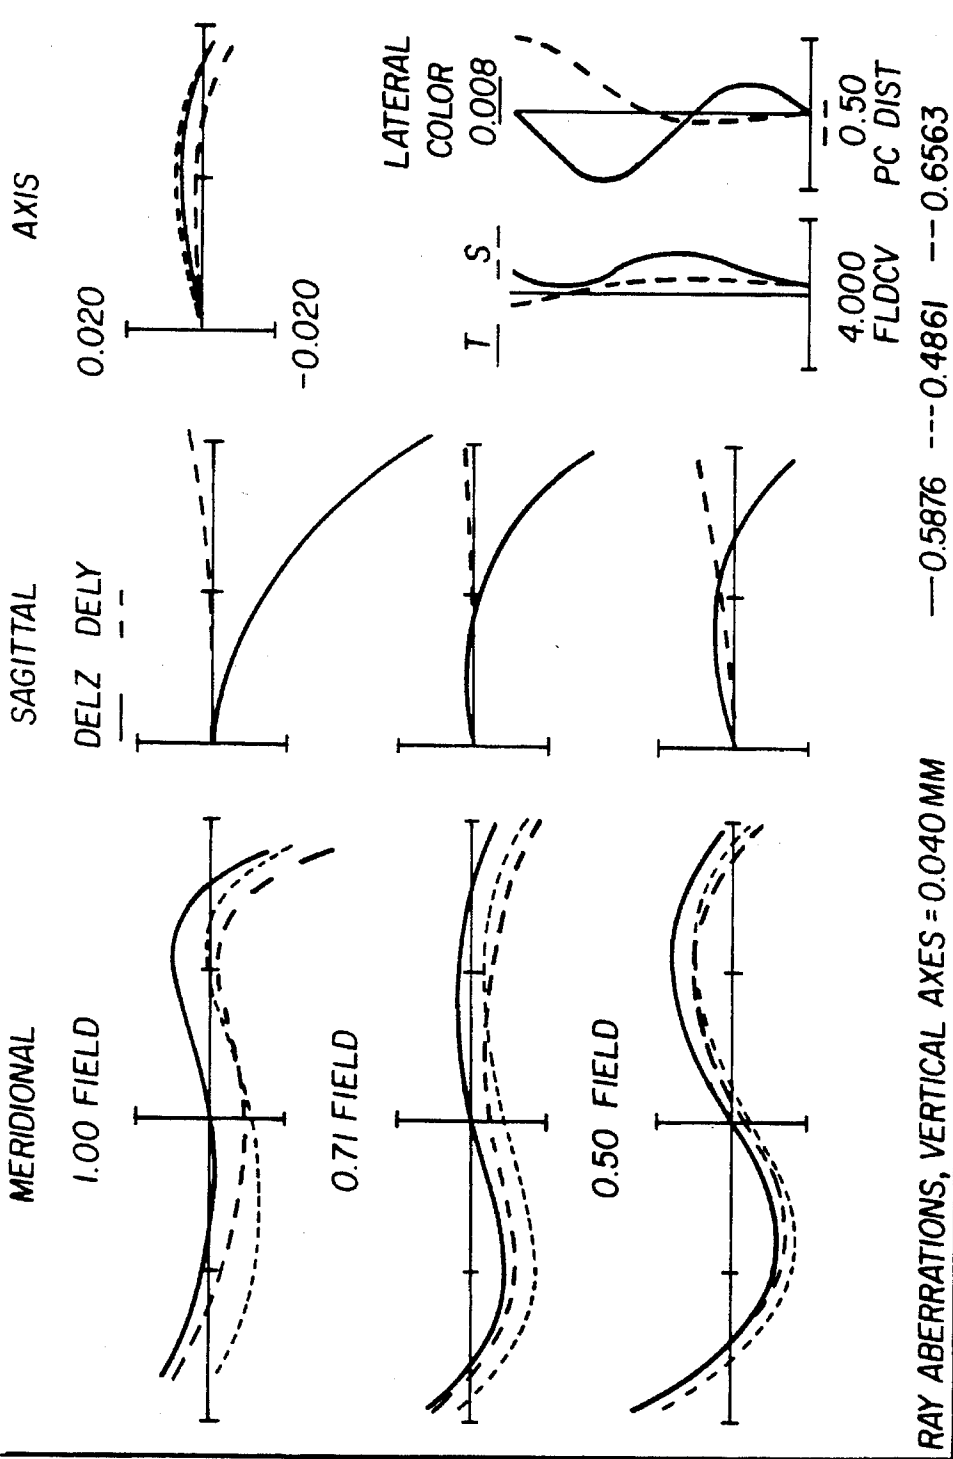 MERIDIONAL
SAGITTAL
AXIS
1.00 FIELD
DELZ DELY
0.020
-0.020
0.71 FIELD
0.50 FIELD
T S
4.000
FLDCV
LATERAL
COLOR
0.008
0.50
PC DIST
—0.5876 ---0.4861 --0.6563
RAY ABERRATIONS, VERTICAL AXES = 0.040 MM